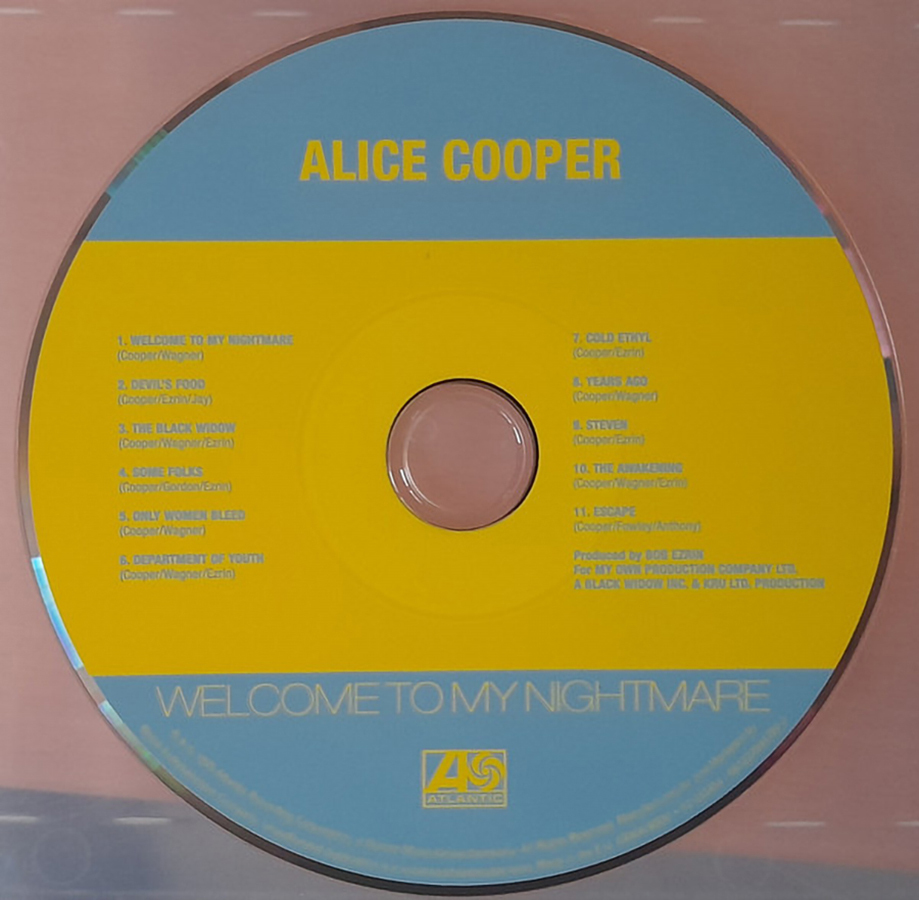 ALICE COOPER
1. WELCOME TO MY NIGHTMARE
(Cooper/Wagner)
2. DEVIL'S FOOD
(Cooper/Ezrin/Jay)
3. THE BLACK WIDOW
(Cooper/Wagner/Ezrin)
4. SOME FOLKS
(Cooper/Gordon/Ezrin)
5. ONLY WOMEN BLEED
(Cooper/Wagner)
6. DEPARTMENT OF YOUTH
(Cooper/Wagner/Ezrin)
7. COLD ETHYL
(Cooper/Ezrin)
8. YEARS AGO
(Cooper/Wagner)
9. STEVEN
(Cooper/Ezrin)
10. THE AWAKENING
(Cooper/Wagner/Ezrin)
11. ESCAPE
(Cooper/Fowley/Anthony)
Produced by BOB EZRIN
For MY OWN PRODUCTION COMPANY LTD.
A BLACK WIDOW INC. & KRU LTD. PRODUCTION
WELCOME TO MY NIGHTMARE
A
ATLANTIC